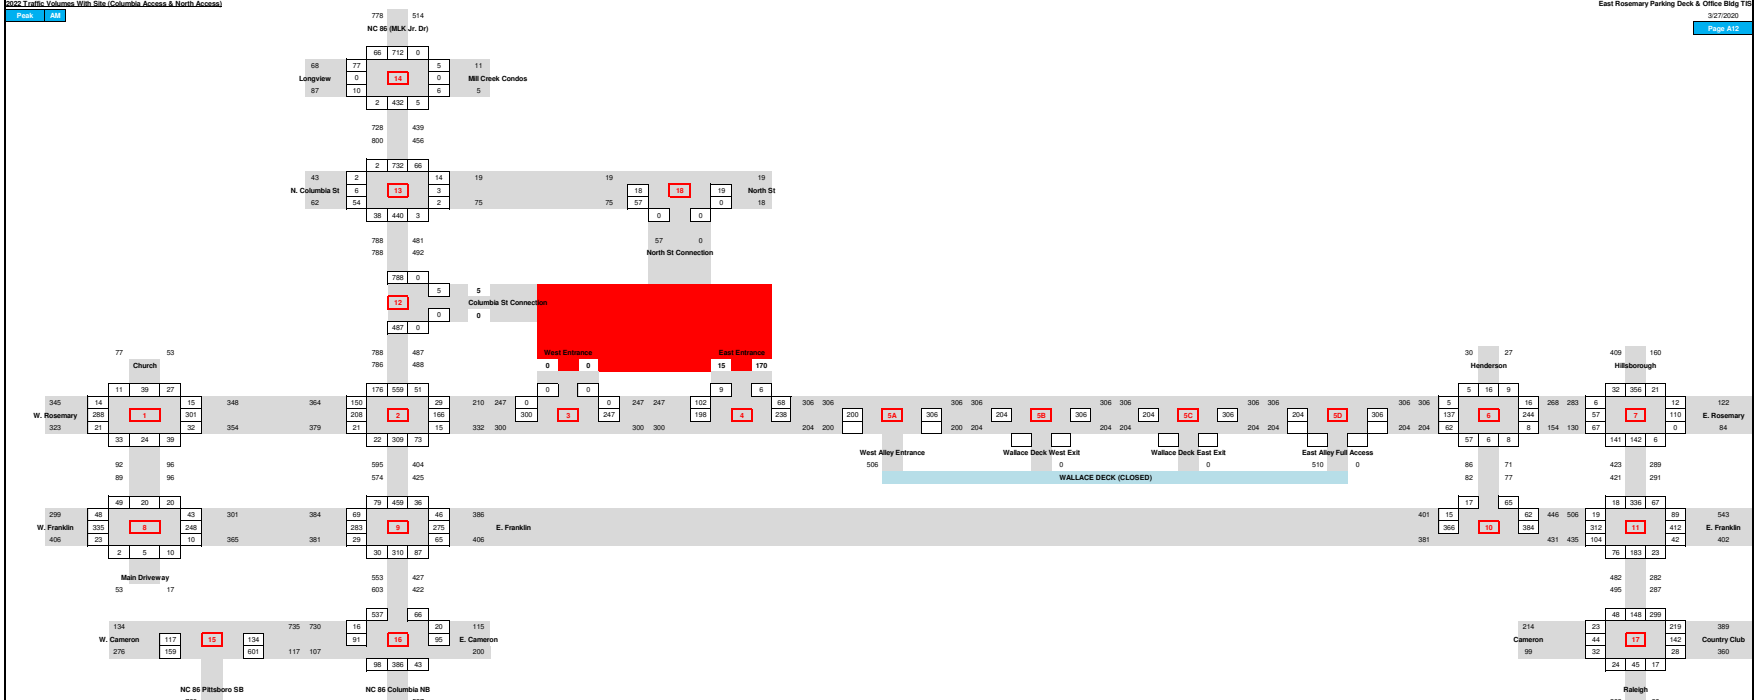 2022 Traffic Volumes With Site (Columbia Access & North Access)
East Rosemary Parking Deck & Office Bldg TIS
Peak AM
778 514
3/27/2020
NC 86 (MLK Jr. Dr)
Page A12
66 712 0
68 77 5 11
Longview 0 14 0 Mill Creek Condos
87 10 6 5
2 432 5
728 439
800 456
2 732 66
43 2 14 19 19 19
N. Columbia St 6 13 3 18 18 19 North St
62 54 2 75 75 57 0 18
38 440 3 0 0
788 481 57 0
788 492 North St Connection
788 0
5 5
12 Columbia St Connection
0 0
487 0
77 53 788 487 West Entrance East Entrance 30 27 409 160
Church 786 488 0 0 15 170 Henderson Hillsborough
11 39 27 176 559 51 0 0 9 6 5 16 9 32 356 21
345 14 15 348 364 150 29 210 247 0 0 247 247 102 68 306 306 306 306 306 306 306 306 306 306 5 16 268 283 6 12 122
W. Rosemary 288 1 301 208 2 166 300 3 247 198 4 238 200 5A 306 204 5B 306 204 5C 306 204 5D 306 137 6 244 57 7 110 E. Rosemary
323 21 32 354 379 21 15 332 300 300 300 204 200 200 204 204 204 204 204 204 204 62 8 154 130 67 0 84
33 24 39 22 309 73 57 6 8 141 142 6
West Alley Entrance Wallace Deck West Exit Wallace Deck East Exit East Alley Full Access
92 96 595 404 506 0 0 510 0 86 71 423 289
89 96 574 425 WALLACE DECK (CLOSED) 82 77 421 291
49 20 20 79 459 36 17 65 18 336 67
299 48 43 301 384 69 46 386 401 15 62 446 506 19 89 543
W. Franklin 335 8 248 283 9 275 E. Franklin 366 10 384 312 11 412 E. Franklin
406 23 10 365 381 29 65 406 381 431 435 104 42 402
2 5 10 30 310 87 76 183 23
Main Driveway 553 427 482 282
53 17 603 422 495 287
537 66 48 148 299
134 735 730 16 20 115 214 23 219 389
W. Cameron 117 15 134 91 16 95 E. Cameron Cameron 44 17 142 Country Club
276 159 601 117 107 200 99 32 28 360
98 386 43 24 45 17
NC 86 Pittsboro SB NC 86 Columbia NB Raleigh